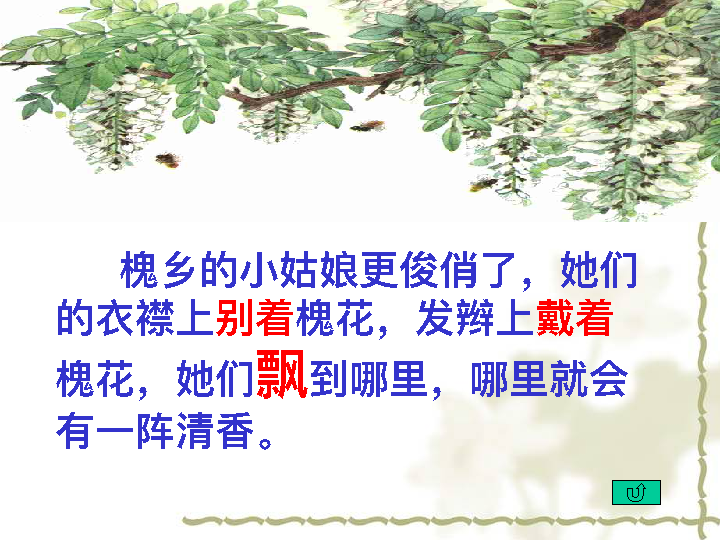 槐乡的小姑娘更俊俏了，她们
的衣襟上别着槐花，发辫上戴着
槐花，她们飘到哪里，哪里就会
有一阵清香。